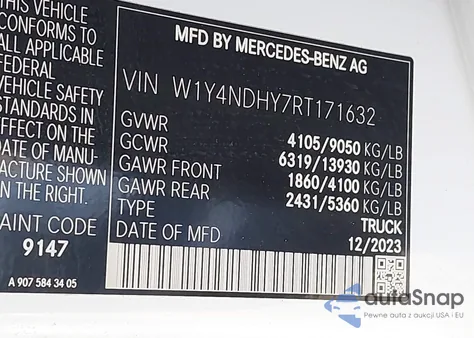 THIS VEHICLE
CONFORMS TO
ALL APPLICABLE
FEDERAL
VEHICLE SAFETY
IN EFFECT ON
DATE OF MANU-
FACTURE SHOWN
ON THE RIGHT.
PAINT CODE
9147
A 907 584 34 05
MFD BY MERCEDES-BENZ AG
VIN W1Y4NDHY7RT171632
GVWR 4105/9050 KG/LB
GCWR 6319/13930 KG/LB
GAWR FRONT 1860/4100 KG/LB
GAWR REAR 2431/5360 KG/LB
TYPE TRUCK
DATE OF MFD 12/2023
autaSnap
Pewne auta z aukcji USA i EU